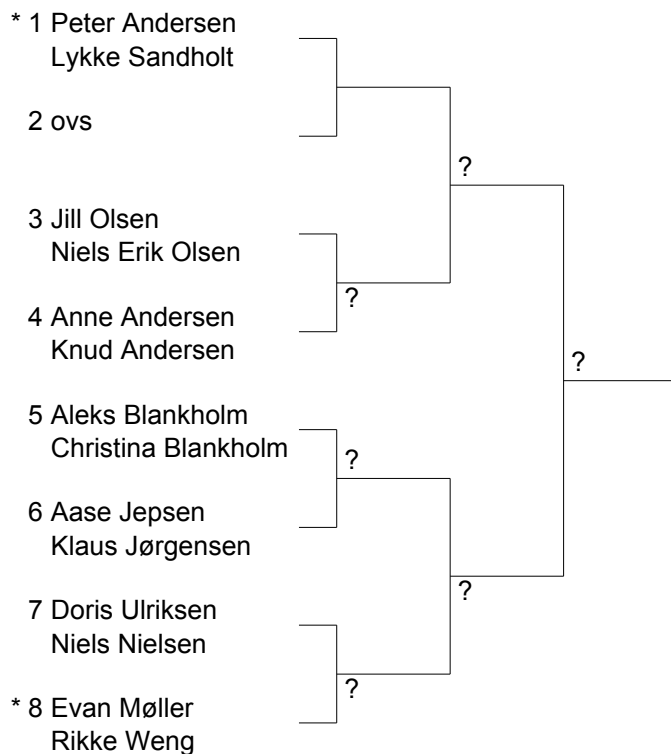 * 1 Peter Andersen
Lykke Sandholt
2 ovs
?
3 Jill Olsen
Niels Erik Olsen
?
4 Anne Andersen
Knud Andersen
?
5 Aleks Blankholm
Christina Blankholm
?
6 Aase Jepsen
Klaus Jørgensen
?
7 Doris Ulriksen
Niels Nielsen
?
* 8 Evan Møller
Rikke Weng